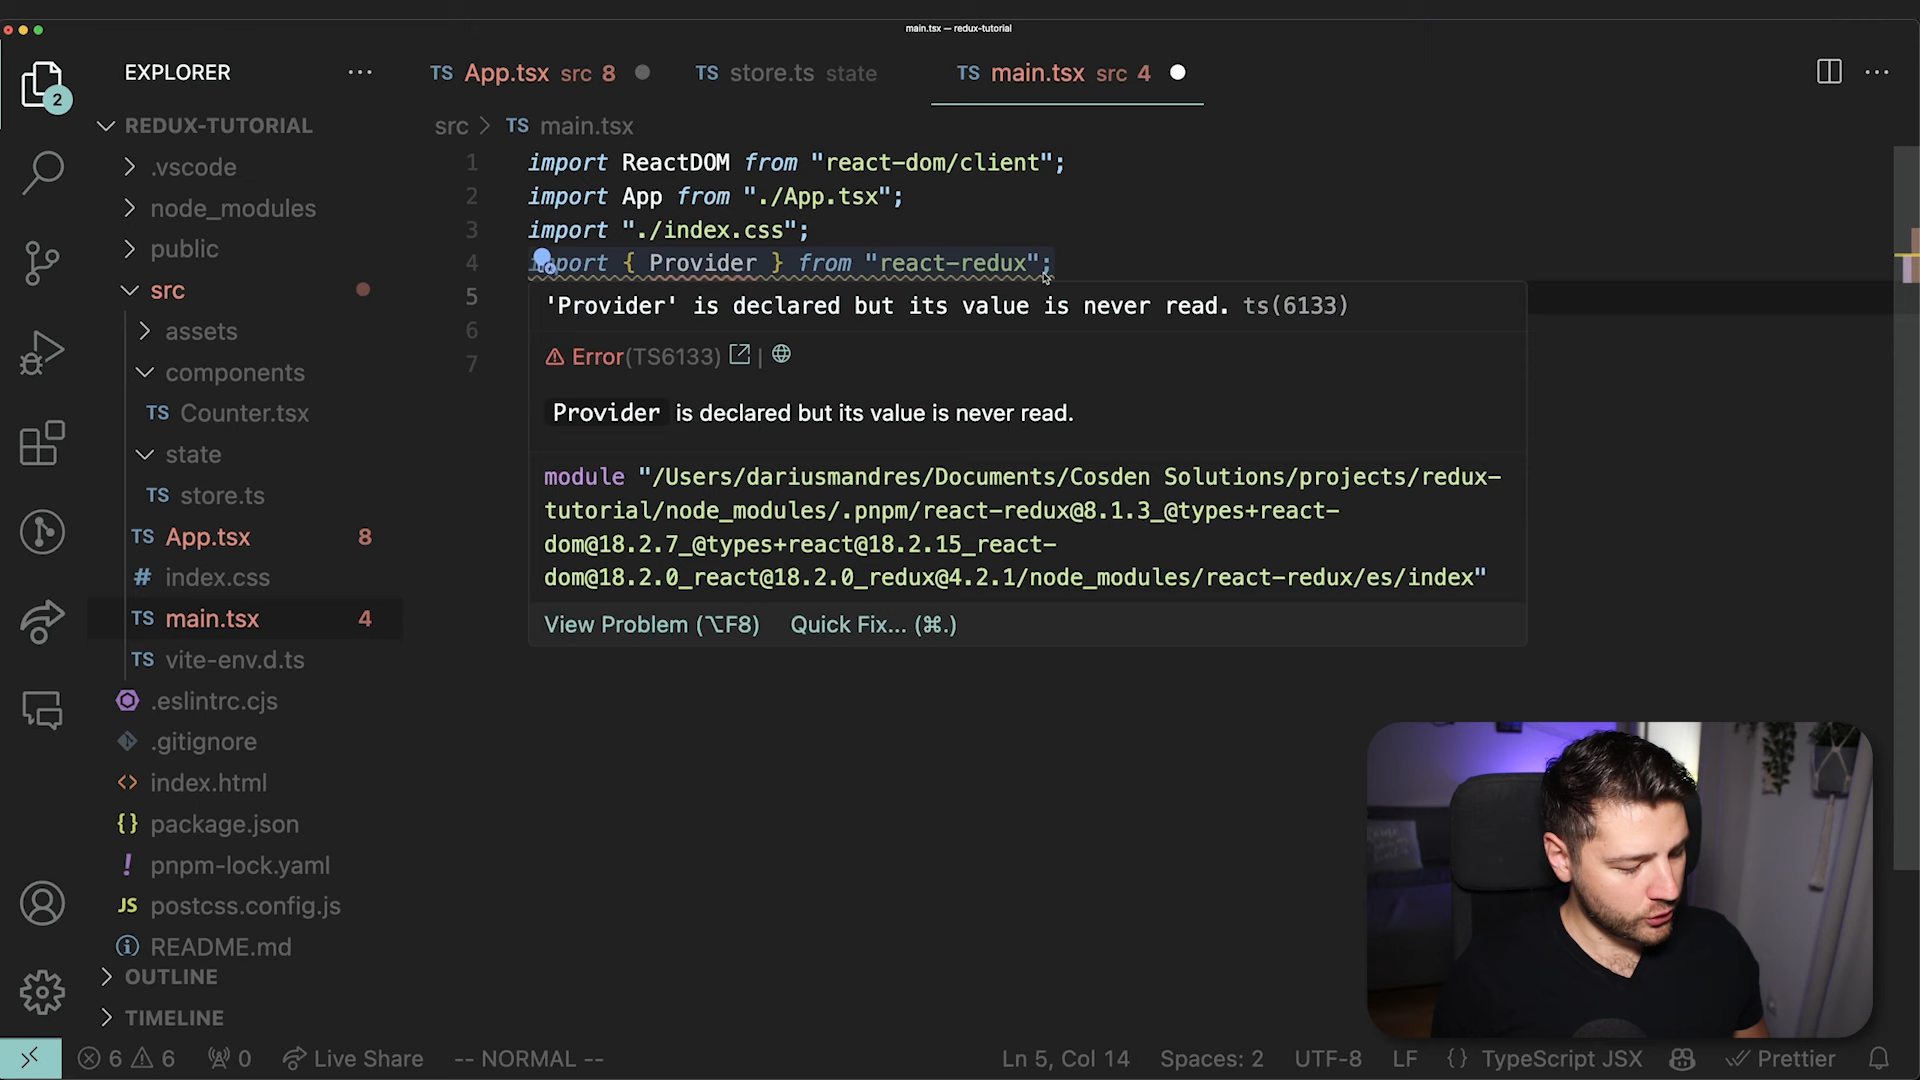 main.tsx — redux-tutorial
EXPLORER
TS App.tsx src 8
TS store.ts state
TS main.tsx src 4
REDUX-TUTORIAL
src > TS main.tsx
.vscode
node_modules
public
src
assets
components
TS Counter.tsx
state
TS store.ts
TS App.tsx 8
# index.css
TS main.tsx 4
TS vite-env.d.ts
.eslintrc.cjs
.gitignore
<> index.html
{} package.json
! pnpm-lock.yaml
JS postcss.config.js
README.md
OUTLINE
TIMELINE
2
1 import ReactDOM from "react-dom/client";
2 import App from "./App.tsx";
3 import "./index.css";
4 import { Provider } from "react-redux";
5
6
7
'Provider' is declared but its value is never read. ts(6133)
Error(TS6133) |
Provider is declared but its value is never read.
module "/Users/dariusmandres/Documents/Cosden Solutions/projects/redux-
tutorial/node_modules/.pnpm/react-redux@8.1.3_@types+react-
dom@18.2.7_@types+react@18.2.15_react-
dom@18.2.0_react@18.2.0_redux@4.2.1/node_modules/react-redux/es/index"
View Problem (⌥F8) Quick Fix... (⌘.)
6 6 0 Live Share -- NORMAL --
Ln 5, Col 14 Spaces: 2 UTF-8 LF {} TypeScript JSX Prettier